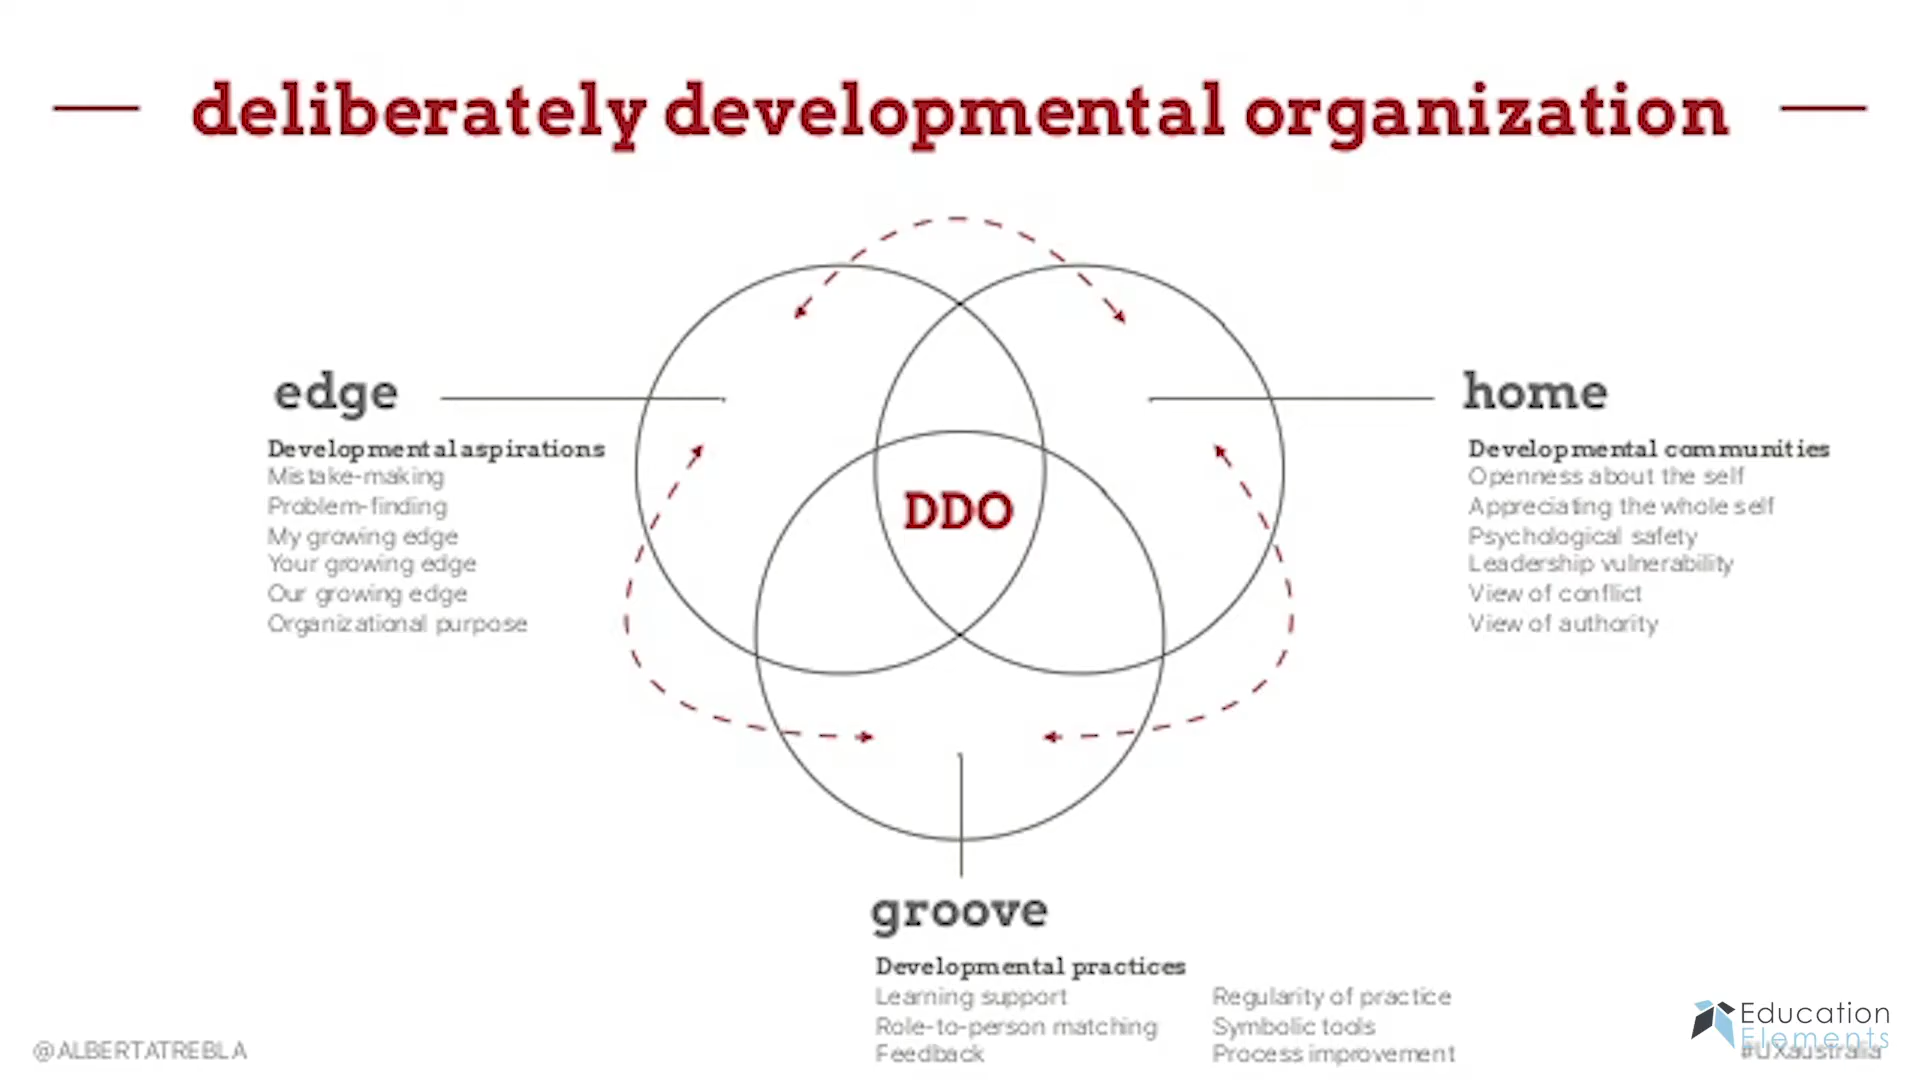 deliberately developmental organization
edge
Developmental aspirations
Mistake-making
Problem-finding
My growing edge
Your growing edge
Our growing edge
Organizational purpose
DDO
home
Developmental communities
Openness about the self
Appreciating the whole self
Psychological safety
Leadership vulnerability
View of conflict
View of authority
groove
Developmental practices
Learning support
Role-to-person matching
Feedback
Regularity of practice
Symbolic tools
Process improvement
@ALBERTATREBLA
Education
Elements
#UXaustralia